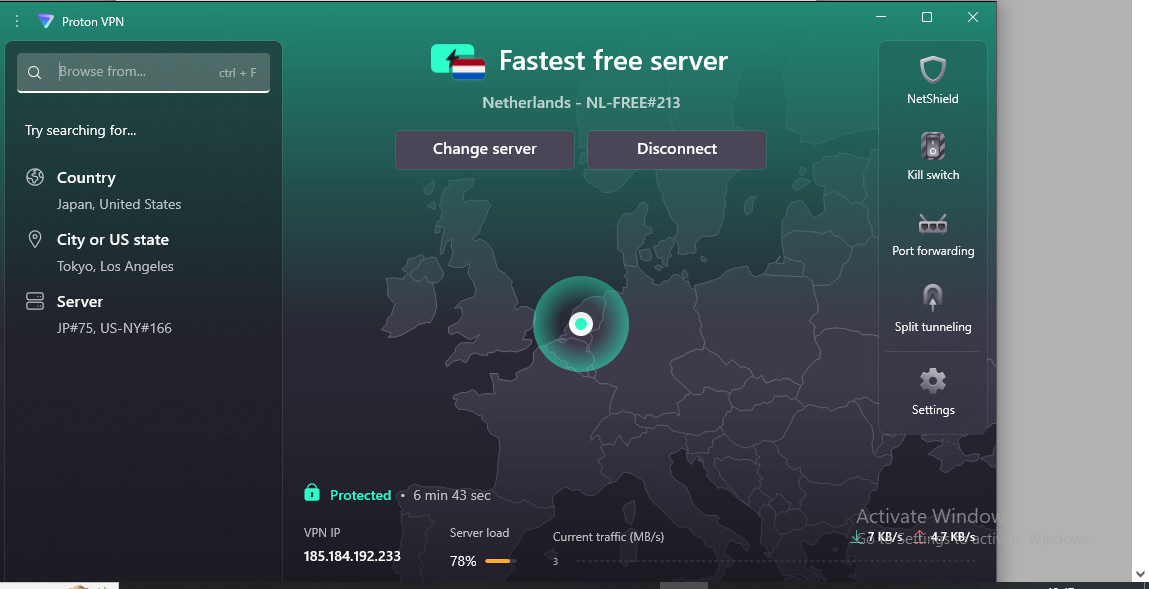 Proton VPN
Browse from...
ctrl + F
Try searching for...
Country
Japan, United States
City or US state
Tokyo, Los Angeles
Server
JP#75, US-NY#166
Fastest free server
Netherlands - NL-FREE#213
Change server
Disconnect
NetShield
Kill switch
Port forwarding
Split tunneling
Settings
Protected • 6 min 43 sec
VPN IP
185.184.192.233
Server load
78%
Current traffic (MB/s)
3
7 KB/s
4.7 KB/s
Activate Window
Go to Settings to activate Windows.